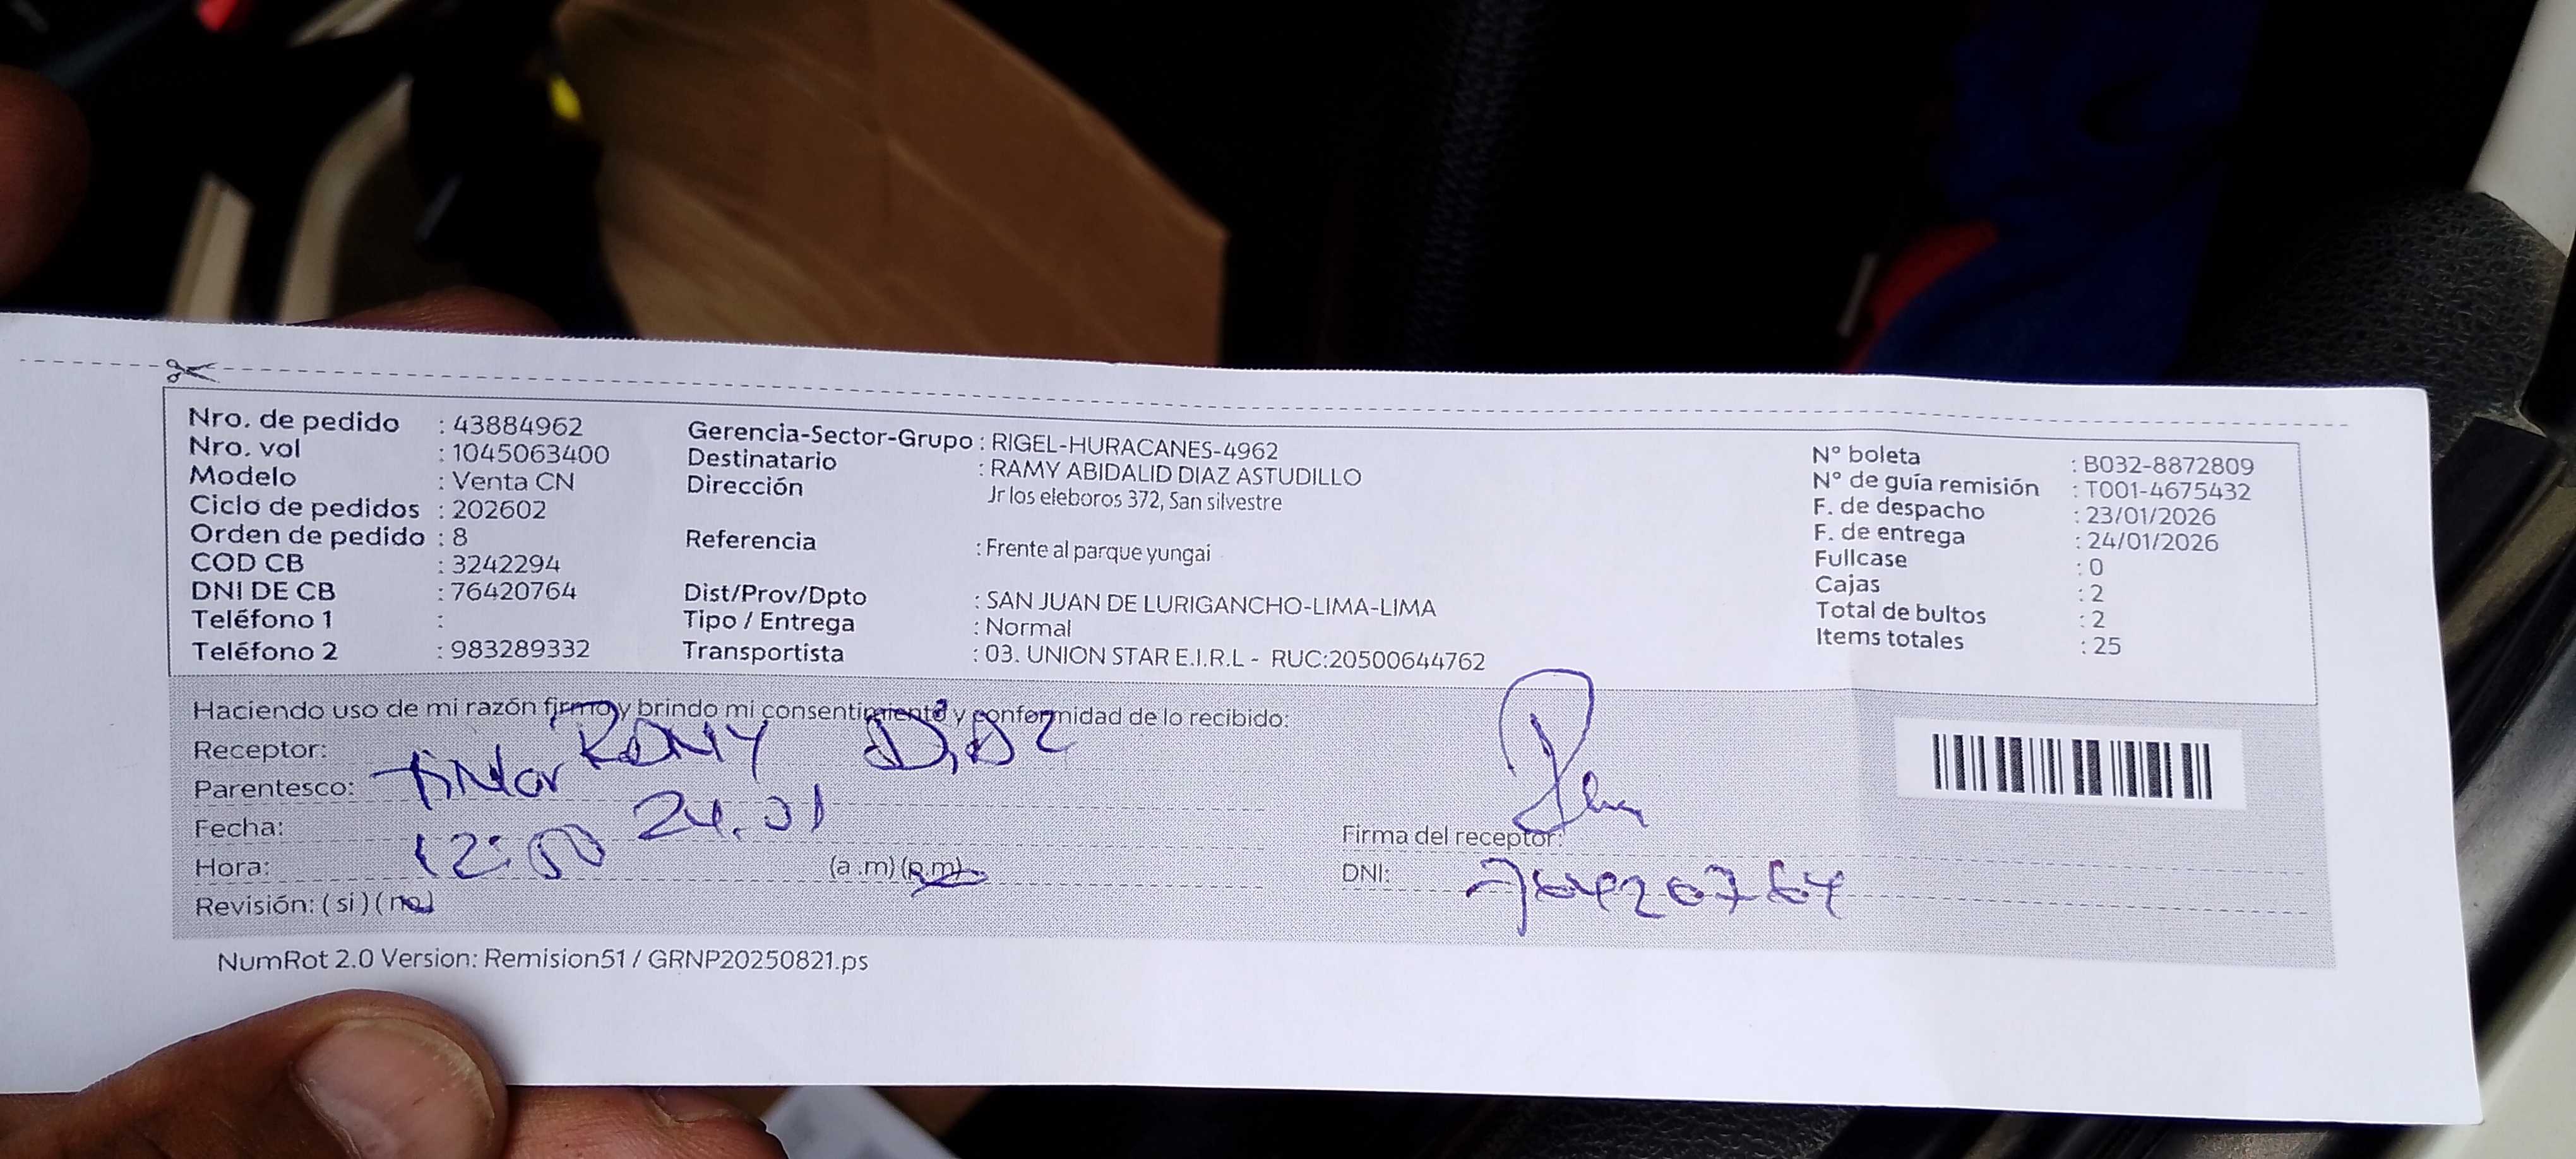 Nro. de pedido : 43884962
Nro. vol : 1045063400
Modelo : Venta CN
Ciclo de pedidos : 202602
Orden de pedido : 8
COD CB : 3242294
DNI DE CB : 76420764
Teléfono 1 :
Teléfono 2 : 983289332
Gerencia-Sector-Grupo : RIGEL-HURACANES-4962
Destinatario : RAMY ABIDALID DIAZ ASTUDILLO
Dirección Jr los eleboros 372, San silvestre
Referencia : Frente al parque yungai
Dist/Prov/Dpto : SAN JUAN DE LURIGANCHO-LIMA-LIMA
Tipo / Entrega : Normal
Transportista : 03. UNION STAR E.I.R.L - RUC:20500644762
N° boleta : B032-8872809
N° de guía remisión : T001-4675432
F. de despacho : 23/01/2026
F. de entrega : 24/01/2026
Fullcase : 0
Cajas : 2
Total de bultos : 2
Items totales : 25
Haciendo uso de mi razón firmo y brindo mi consentimiento y conformidad de lo recibido:
Receptor: RAMY DIAZ
Parentesco:
Fecha: 24.01
Hora: 12:50 (a.m) (p.m)
Revisión: (si) (no)
Firma del receptor:
DNI: 76420764
NumRot 2.0 Version: Remision51 / GRNP20250821.ps